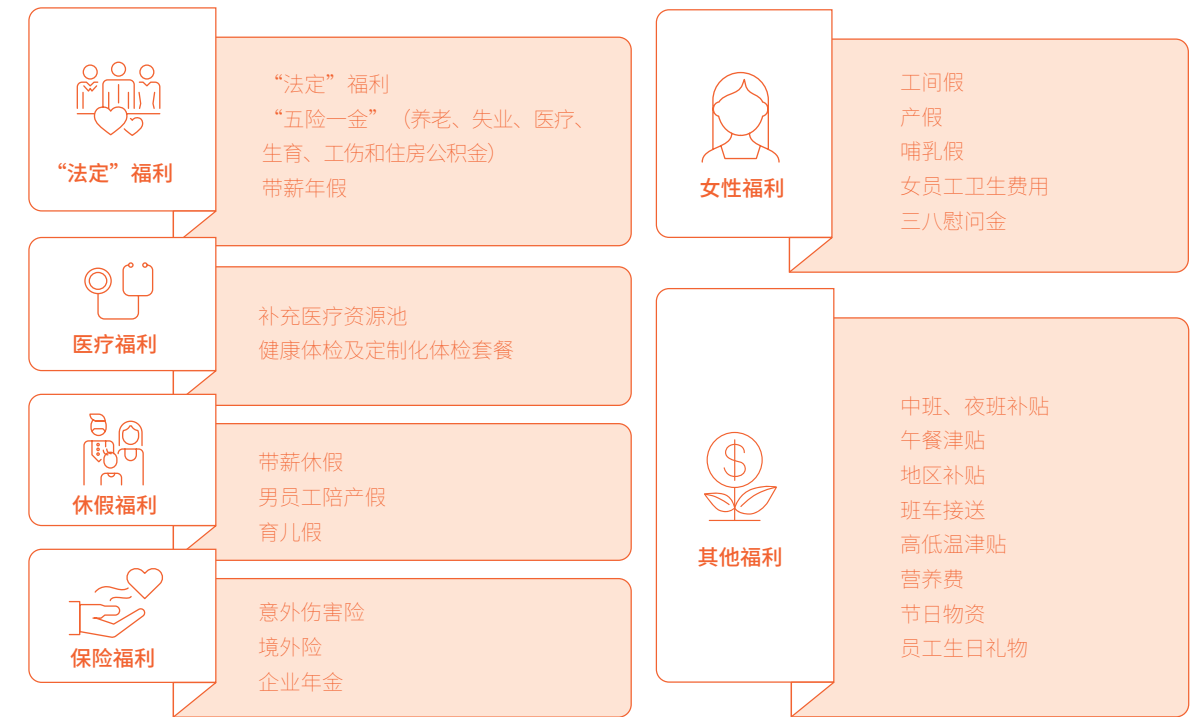 “法定”福利
“法定”福利
“五险一金”（养老、失业、医疗、
生育、工伤和住房公积金）
带薪年假
医疗福利
补充医疗资源池
健康体检及定制化体检套餐
休假福利
带薪休假
男员工陪产假
育儿假
保险福利
意外伤害险
境外险
企业年金
女性福利
工间假
产假
哺乳假
女员工卫生费用
三八慰问金
其他福利
中班、夜班补贴
午餐津贴
地区补贴
班车接送
高低温津贴
营养费
节日物资
员工生日礼物